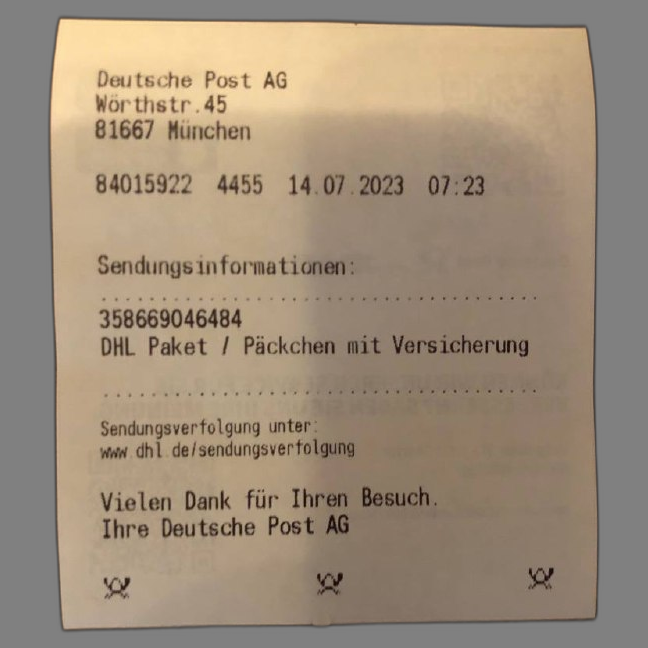 Deutsche Post AG
Wörthstr.45
81667 München
84015922 4455 14.07.2023 07:23
Sendungsinformationen:
358669046484
DHL Paket / Päckchen mit Versicherung
Sendungsverfolgung unter:
www.dhl.de/sendungsverfolgung
Vielen Dank für Ihren Besuch.
Ihre Deutsche Post AG